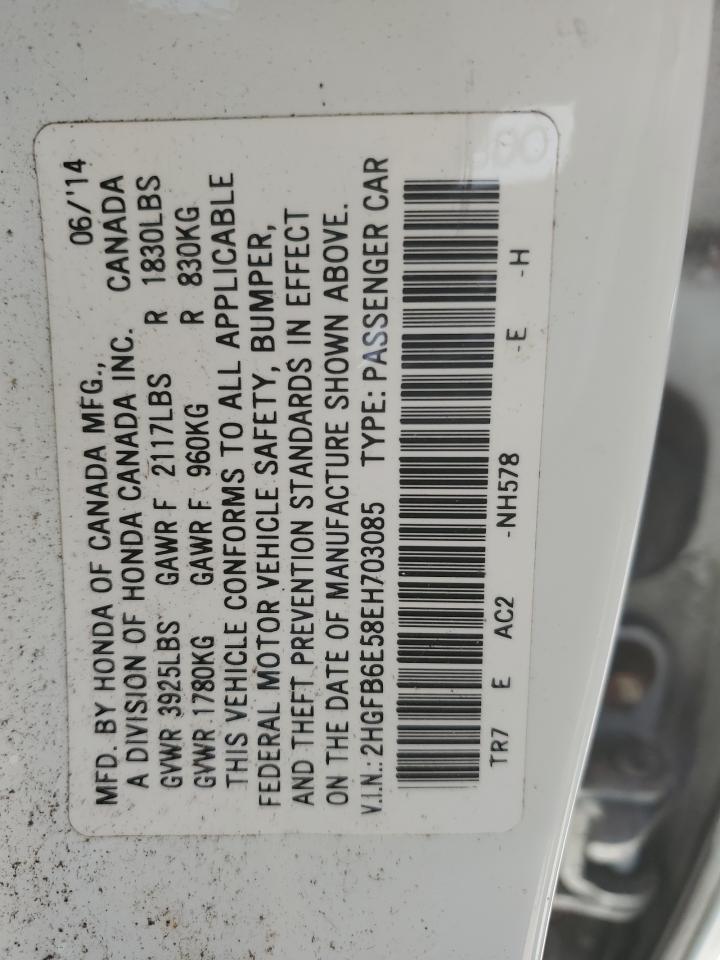 MFD. BY HONDA OF CANADA MFG., 06/'14
A DIVISION OF HONDA CANADA INC. CANADA
GVWR 3925LBS GAWR F 2117LBS R 1830LBS
GVWR 1780KG GAWR F 960KG R 830KG
THIS VEHICLE CONFORMS TO ALL APPLICABLE
FEDERAL MOTOR VEHICLE SAFETY, BUMPER,
AND THEFT PREVENTION STANDARDS IN EFFECT
ON THE DATE OF MANUFACTURE SHOWN ABOVE.
V.I.N.: 2HGFB6E58EH703085 TYPE: PASSENGER CAR
TR7 E AC2 -NH578 -E -H